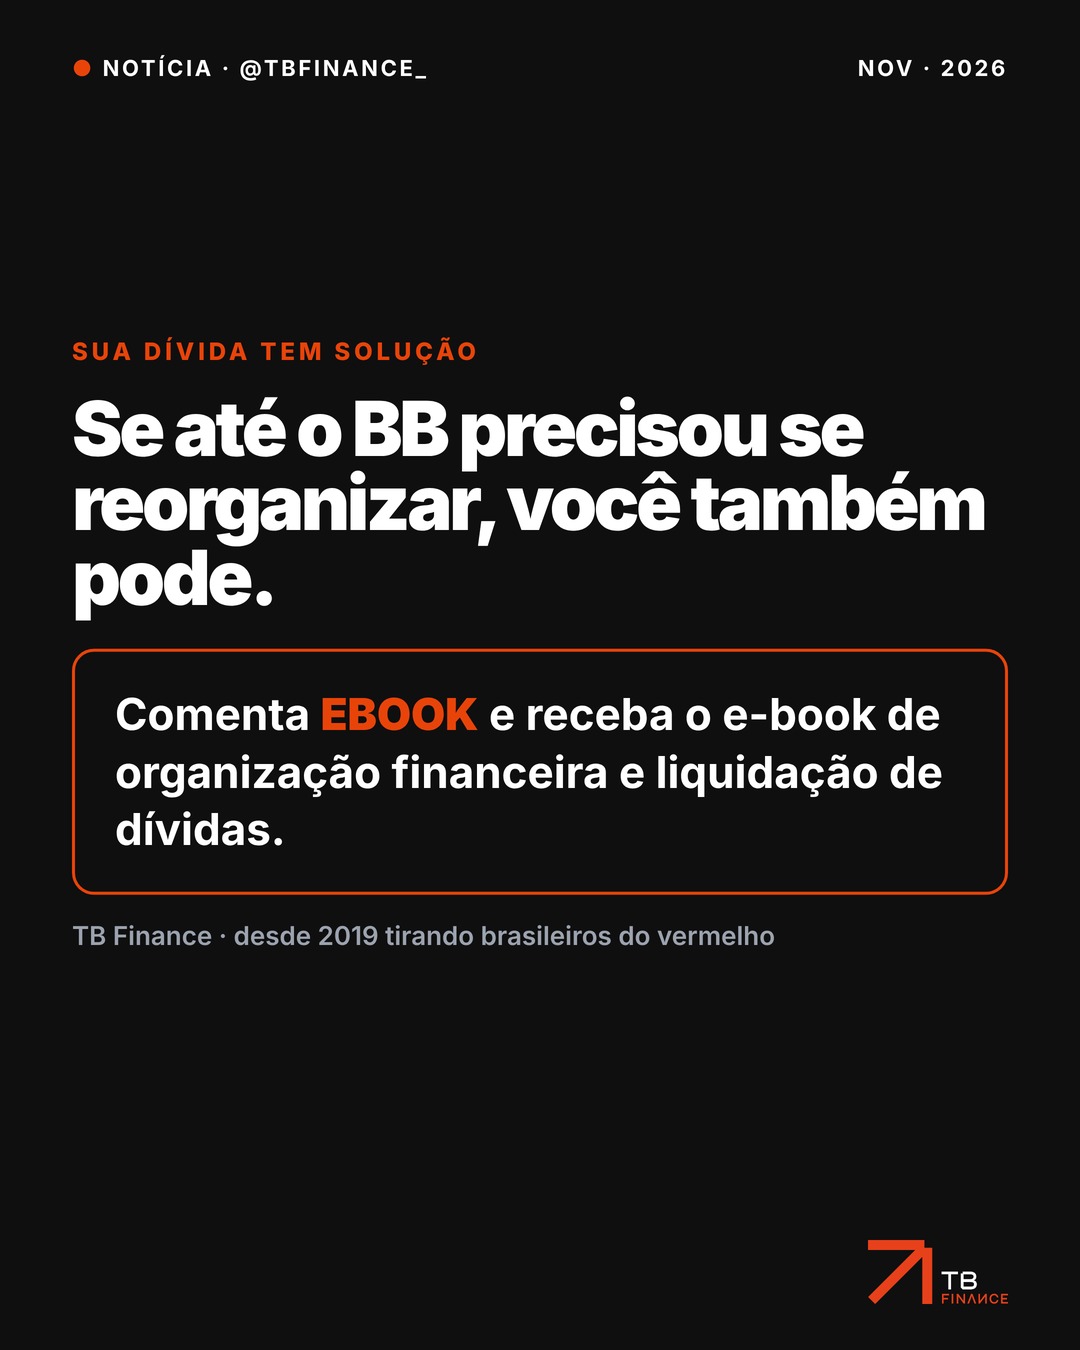 NOTÍCIA · @TBFINANCE_
NOV · 2026
SUA DÍVIDA TEM SOLUÇÃO
Se até o BB precisou se
reorganizar, você também
pode.
Comenta EBOOK e receba o e-book de
organização financeira e liquidação de
dívidas.
TB Finance · desde 2019 tirando brasileiros do vermelho
TB
FINANCE